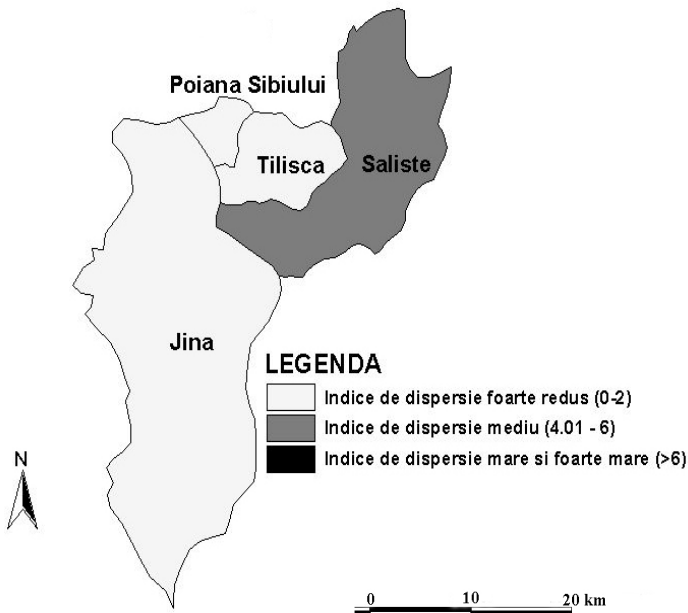 Poiana Sibiului
Tilisca
Saliste
Jina
LEGENDA
Indice de dispersie foarte redus (0-2)
Indice de dispersie mediu (4.01 - 6)
Indice de dispersie mare si foarte mare (>6)
N
0 10 20 km